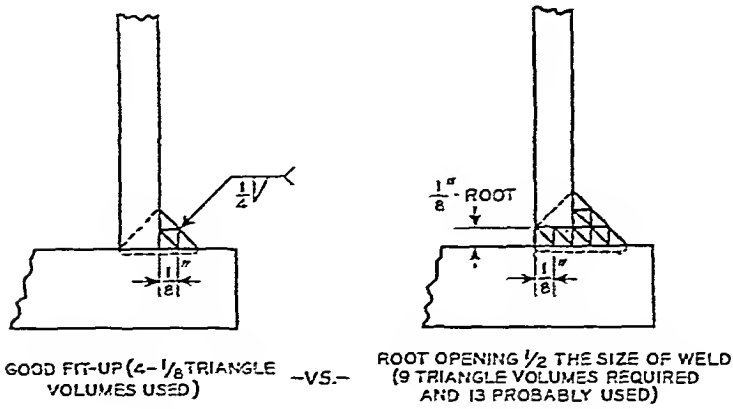 1/4
1/8"
1/8" - ROOT
1/8"
GOOD FIT-UP (4-1/8 TRIANGLE
VOLUMES USED)
-VS.-
ROOT OPENING 1/2 THE SIZE OF WELD
(9 TRIANGLE VOLUMES REQUIRED
AND 13 PROBABLY USED)